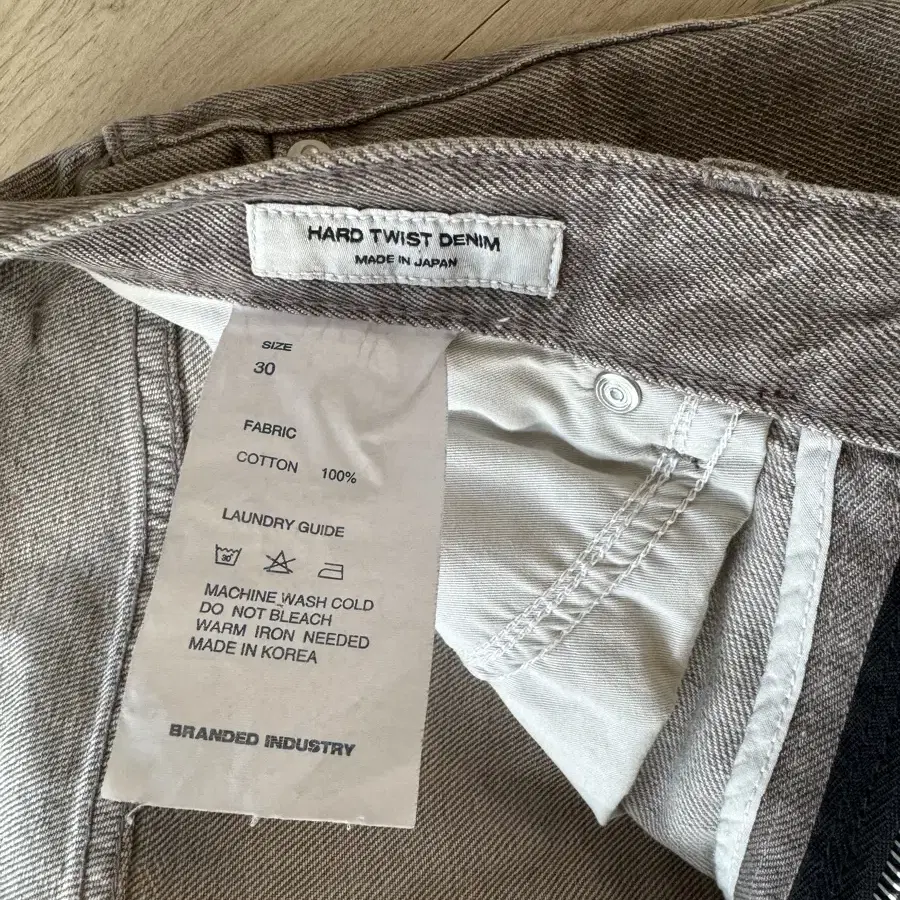 HARD TWIST DENIM
MADE IN JAPAN
SIZE
30
FABRIC
COTTON 100%
LAUNDRY GUIDE
30
MACHINE WASH COLD
DO NOT BLEACH
WARM IRON NEEDED
MADE IN KOREA
BRANDED INDUSTRY